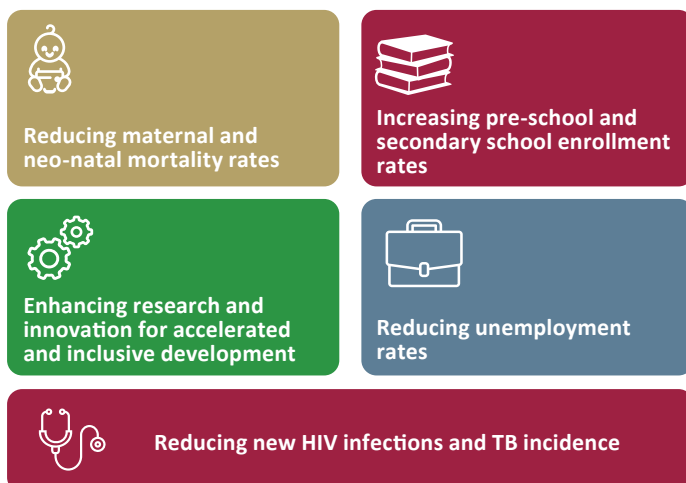 Reducing maternal and
neo-natal mortality rates
Increasing pre-school and
secondary school enrollment
rates
Enhancing research and
innovation for accelerated
and inclusive development
Reducing unemployment
rates
Reducing new HIV infections and TB incidence